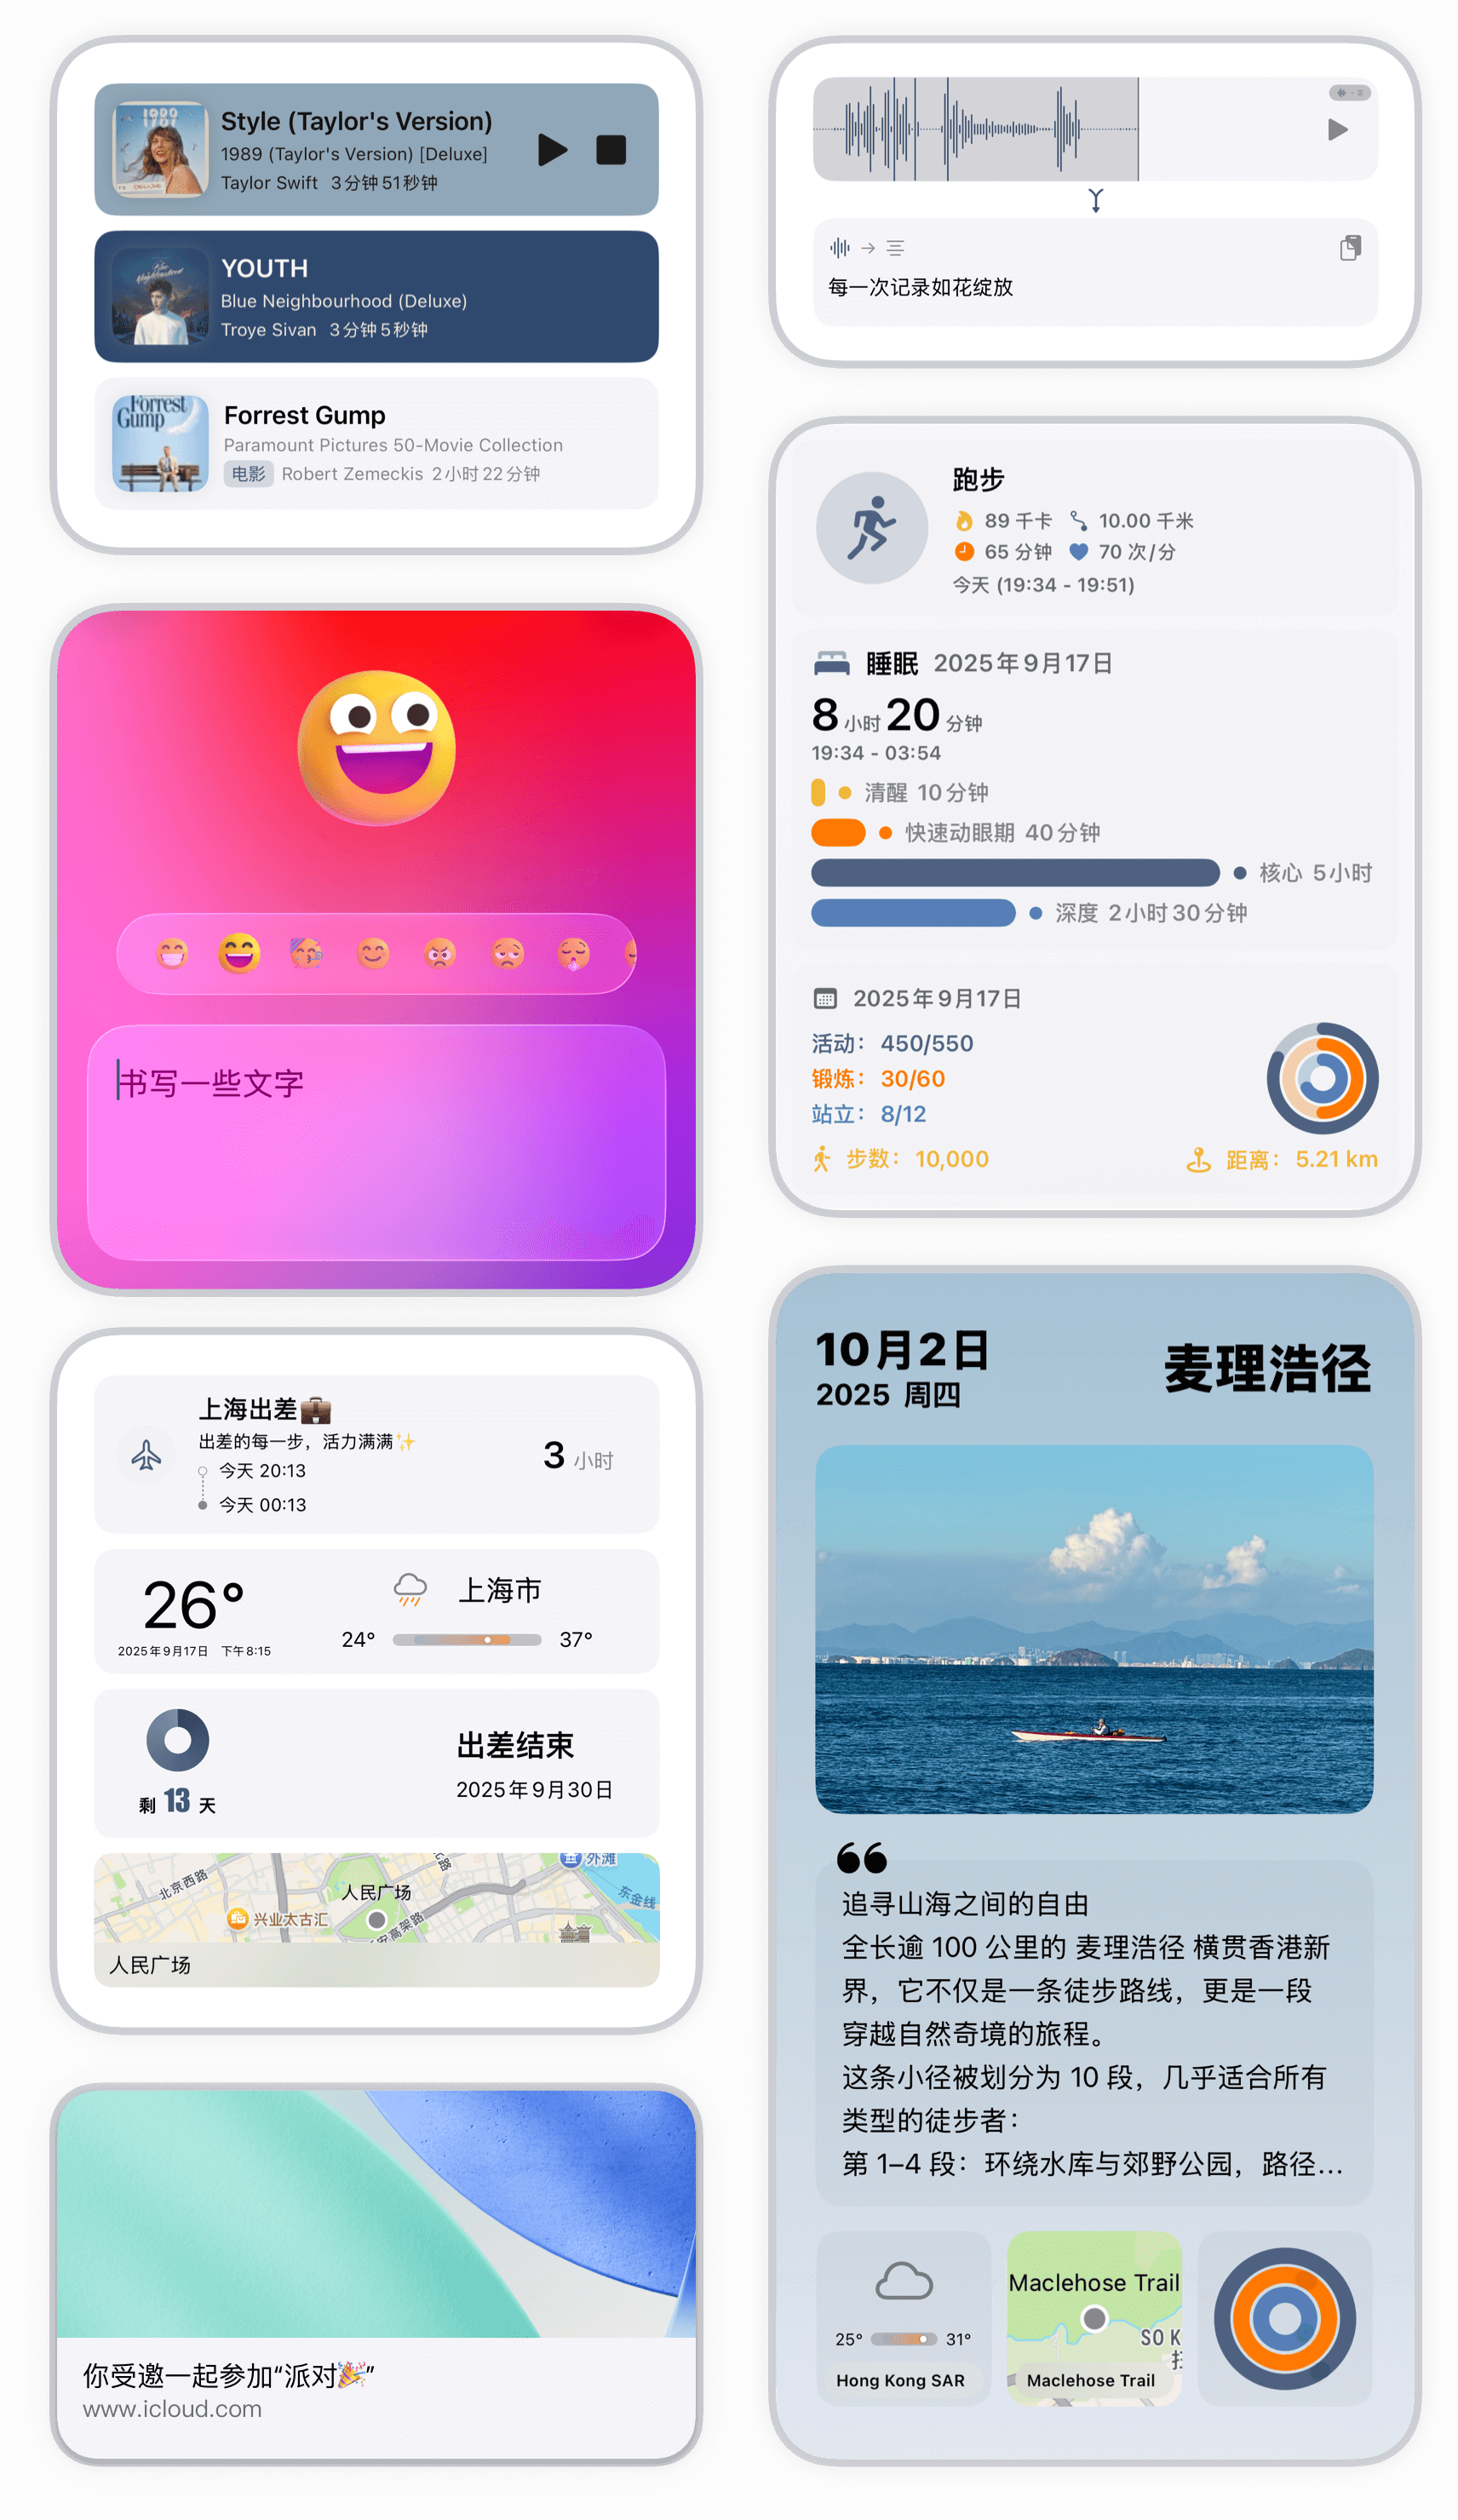 1989
Style (Taylor's Version)
1989 (Taylor's Version) [Deluxe]
Taylor Swift 3分钟51秒钟
YOUTH
Blue Neighbourhood (Deluxe)
Troye Sivan 3分钟5秒钟
Forrest Gump
Forrest Gump
Paramount Pictures 50-Movie Collection
电影 Robert Zemeckis 2小时22分钟
书写一些文字
上海出差💼
出差的每一步，活力满满✨
今天 20:13
今天 00:13
3 小时
26°
2025年9月17日 下午8:15
上海市
24° 37°
剩 13 天
出差结束
2025年9月30日
北京西路
外滩
人民广场
兴业太古汇
东金线
安高架路
人民广场
你受邀一起参加“派对🎉”
www.icloud.com
每一次记录如花绽放
跑步
89 千卡 10.00 千米
65 分钟 70 次/分
今天 (19:34 - 19:51)
睡眠 2025年9月17日
8 小时 20 分钟
19:34 - 03:54
清醒 10分钟
快速动眼期 40分钟
核心 5小时
深度 2小时30分钟
2025年9月17日
活动： 450/550
锻炼： 30/60
站立： 8/12
步数： 10,000
距离： 5.21 km
10月2日
2025 周四
麦理浩径
“
追寻山海之间的自由
全长逾 100 公里的 麦理浩径 横贯香港新
界，它不仅是一条徒步路线，更是一段
穿越自然奇境的旅程。
这条小径被划分为 10 段，几乎适合所有
类型的徒步者：
第 1–4 段：环绕水库与郊野公园，路径...
25° 31°
Hong Kong SAR
Maclehose Trail
SO K
Maclehose Trail